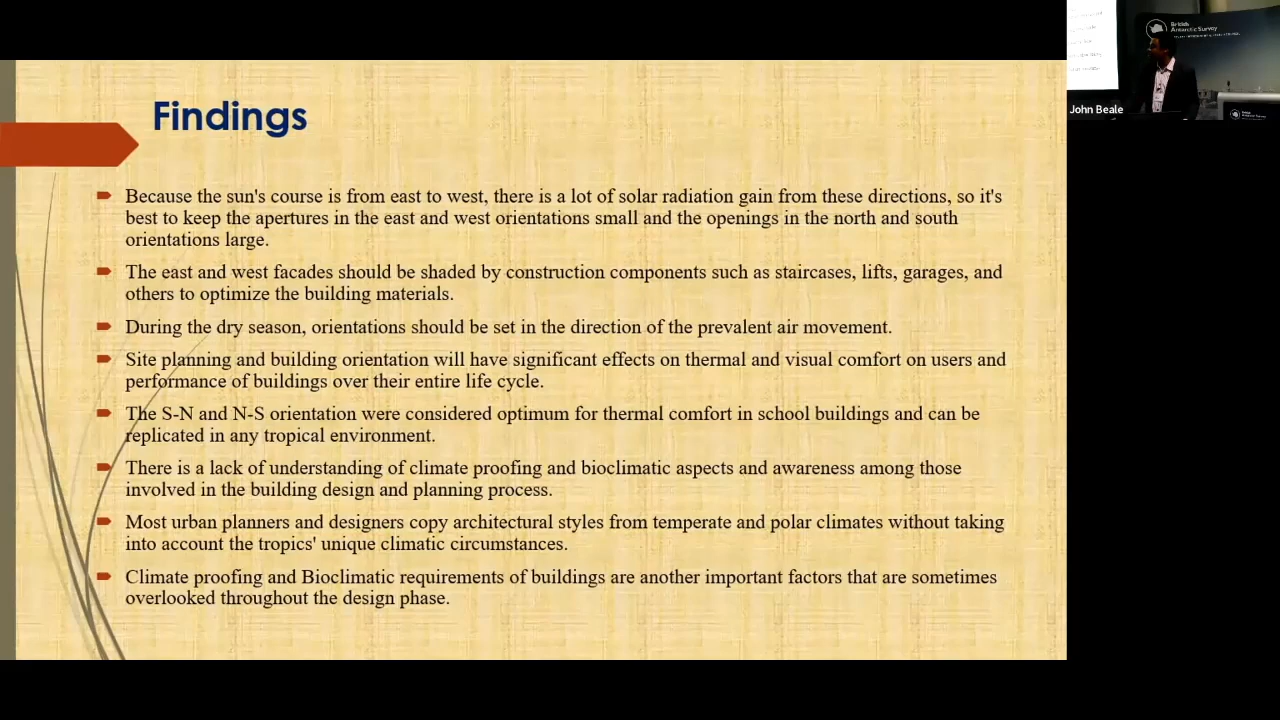 Findings
Because the sun's course is from east to west, there is a lot of solar radiation gain from these directions, so it's
best to keep the apertures in the east and west orientations small and the openings in the north and south
orientations large.
The east and west facades should be shaded by construction components such as staircases, lifts, garages, and
others to optimize the building materials.
During the dry season, orientations should be set in the direction of the prevalent air movement.
Site planning and building orientation will have significant effects on thermal and visual comfort on users and
performance of buildings over their entire life cycle.
The S-N and N-S orientation were considered optimum for thermal comfort in school buildings and can be
replicated in any tropical environment.
There is a lack of understanding of climate proofing and bioclimatic aspects and awareness among those
involved in the building design and planning process.
Most urban planners and designers copy architectural styles from temperate and polar climates without taking
into account the tropics' unique climatic circumstances.
Climate proofing and Bioclimatic requirements of buildings are another important factors that are sometimes
overlooked throughout the design phase.
British
Antarctic Survey
John Beale